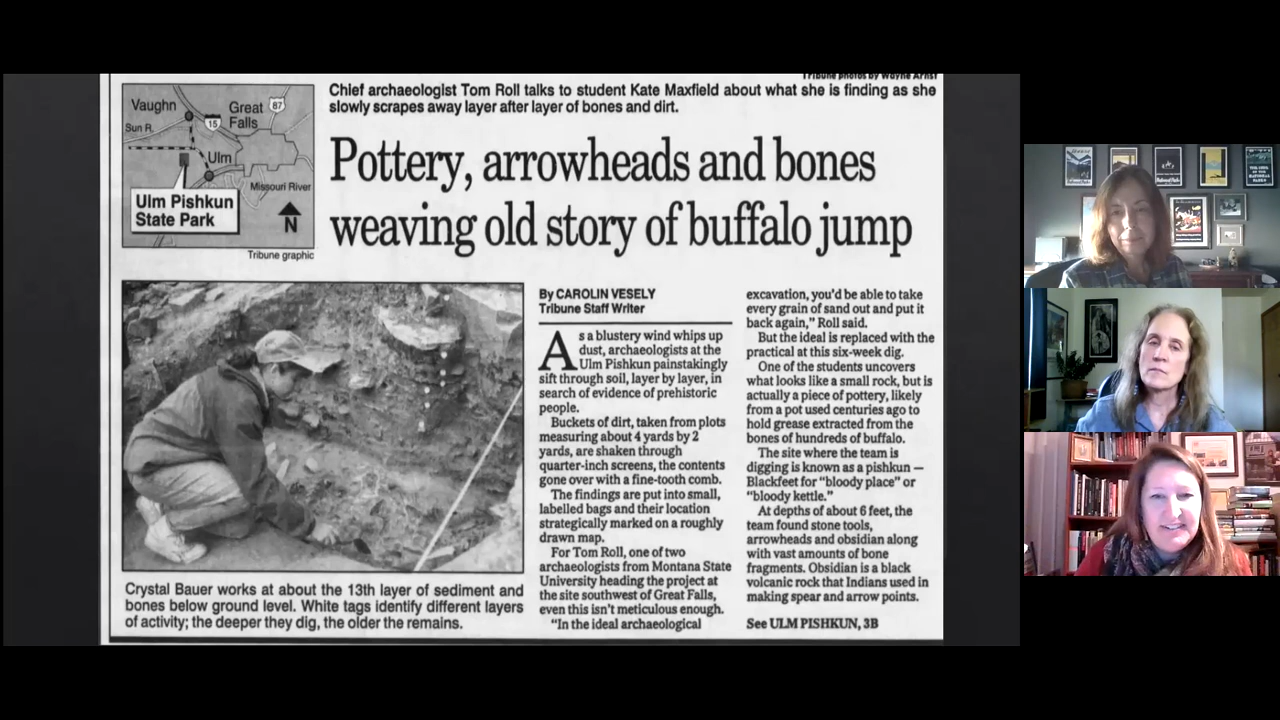 Tribune photos by Wayne Arnst
Chief archaeologist Tom Roll talks to student Kate Maxfield about what she is finding as she
slowly scrapes away layer after layer of bones and dirt.
Vaughn
Great
Falls
87
15
Sun R.
Ulm
Missouri River
Ulm Pishkun
State Park
N
Tribune graphic
Pottery, arrowheads and bones
weaving old story of buffalo jump
Crystal Bauer works at about the 13th layer of sediment and
bones below ground level. White tags identify different layers
of activity; the deeper they dig, the older the remains.
By CAROLIN VESELY
Tribune Staff Writer
As a blustery wind whips up
dust, archaeologists at the
Ulm Pishkun painstakingly
sift through soil, layer by layer, in
search of evidence of prehistoric
people.
Buckets of dirt, taken from plots
measuring about 4 yards by 2
yards, are shaken through
quarter-inch screens, the contents
gone over with a fine-tooth comb.
The findings are put into small,
labelled bags and their location
strategically marked on a roughly
drawn map.
For Tom Roll, one of two
archaeologists from Montana State
University heading the project at
the site southwest of Great Falls,
even this isn't meticulous enough.
"In the ideal archaeological
excavation, you'd be able to take
every grain of sand out and put it
back again," Roll said.
But the ideal is replaced with the
practical at this six-week dig.
One of the students uncovers
what looks like a small rock, but is
actually a piece of pottery, likely
from a pot used centuries ago to
hold grease extracted from the
bones of hundreds of buffalo.
The site where the team is
digging is known as a pishkun —
Blackfeet for "bloody place" or
"bloody kettle."
At depths of about 6 feet, the
team found stone tools,
arrowheads and obsidian along
with vast amounts of bone
fragments. Obsidian is a black
volcanic rock that Indians used in
making spear and arrow points.
See ULM PISHKUN, 3B